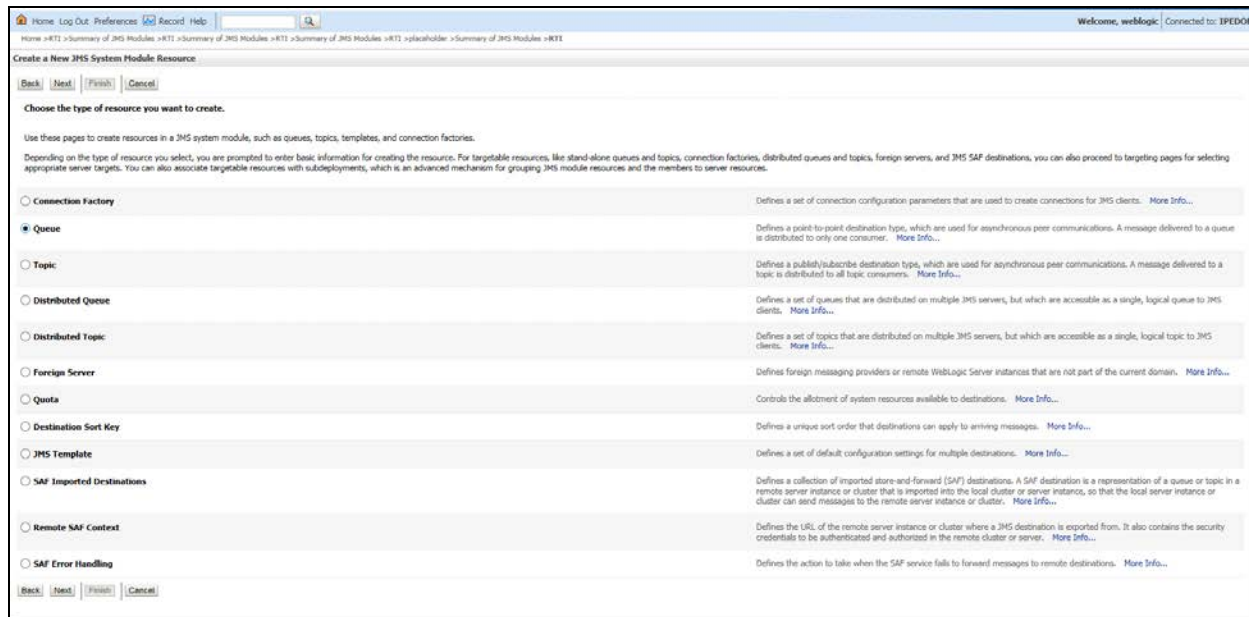 Home Log Out Preferences Record Help
Welcome, weblogic Connected to: IPEDO
Home >RTI >Summary of JMS Modules >RTI >Summary of JMS Modules >RTI >Summary of JMS Modules >RTI >placeholder >Summary of JMS Modules >RTI
Create a New JMS System Module Resource
Back Next Finish Cancel
Choose the type of resource you want to create.
Use these pages to create resources in a JMS system module, such as queues, topics, templates, and connection factories.
Depending on the type of resource you select, you are prompted to enter basic information for creating the resource. For targetable resources, like stand-alone queues and topics, connection factories, distributed queues and topics, foreign servers, and JMS SAF destinations, you can also proceed to targeting pages for selecting
appropriate server targets. You can also associate targetable resources with subdeployments, which is an advanced mechanism for grouping JMS module resources and the members to server resources.
Connection Factory
Defines a set of connection configuration parameters that are used to create connections for JMS clients. More Info...
Queue
Defines a point-to-point destination type, which are used for asynchronous peer communications. A message delivered to a queue
is distributed to only one consumer. More Info...
Topic
Defines a publish/subscribe destination type, which are used for asynchronous peer communications. A message delivered to a
topic is distributed to all topic consumers. More Info...
Distributed Queue
Defines a set of queues that are distributed on multiple JMS servers, but which are accessible as a single, logical queue to JMS
clients. More Info...
Distributed Topic
Defines a set of topics that are distributed on multiple JMS servers, but which are accessible as a single, logical topic to JMS
clients. More Info...
Foreign Server
Defines foreign messaging providers or remote WebLogic Server instances that are not part of the current domain. More Info...
Quota
Controls the allotment of system resources available to destinations. More Info...
Destination Sort Key
Defines a unique sort order that destinations can apply to arriving messages. More Info...
JMS Template
Defines a set of default configuration settings for multiple destinations. More Info...
SAF Imported Destinations
Defines a collection of imported store-and-forward (SAF) destinations. A SAF destination is a representation of a queue or topic in a
remote server instance or cluster that is imported into the local cluster or server instance, so that the local server instance or
cluster can send messages to the remote server instance or cluster. More Info...
Remote SAF Context
Defines the URL of the remote server instance or cluster where a JMS destination is exported from. It also contains the security
credentials to be authenticated and authorized in the remote cluster or server. More Info...
SAF Error Handling
Defines the action to take when the SAF service fails to forward messages to remote destinations. More Info...
Back Next Finish Cancel